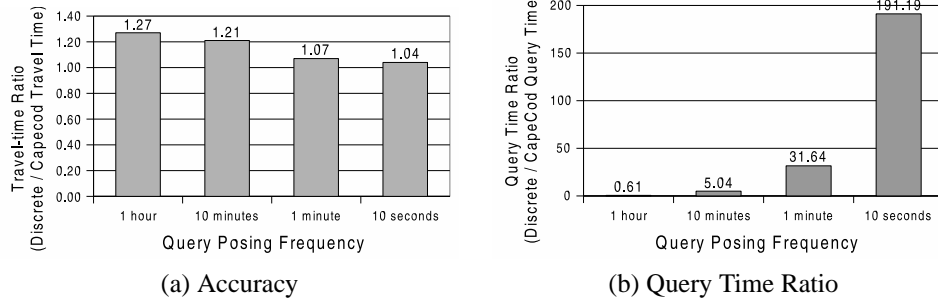 Travel-time Ratio
(Discrete / Capecod Travel Time)
1.40
1.20
1.00
0.80
0.60
0.40
0.20
0.00
1.27
1.21
1.07
1.04
1 hour
10 minutes
1 minute
10 seconds
Query Posing Frequency
(a) Accuracy
Query Time Ratio
(Discrete / CapeCod Query Time)
200
150
100
50
0
0.61
5.04
31.64
191.19
1 hour
10 minutes
1 minute
10 seconds
Query Posing Frequency
(b) Query Time Ratio